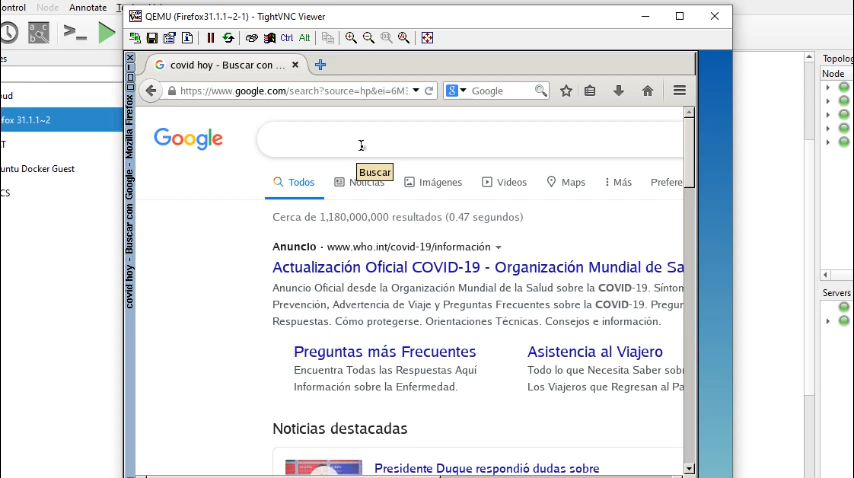 ontrol Node Annotate
QEMU (Firefox31.1.1~2-1) - TightVNC Viewer
Ctrl Alt
es
Topolog
covid hoy - Buscar con ...
Node
https://www.google.com/search?source=hp&ei=6M:
Google
oud
fox 31.1.1~2
T
untu Docker Guest
CS
covid hoy - Buscar con Google - Mozilla Firefox
Google
Buscar
Todos Noticias Imágenes Videos Maps Más Prefere
Cerca de 1,180,000,000 resultados (0.47 segundos)
Anuncio · www.who.int/covid-19/información
Actualización Oficial COVID-19 - Organización Mundial de Sa
Anuncio Oficial desde la Organización Mundial de la Salud sobre la COVID-19. Síntom
Prevención, Advertencia de Viaje y Preguntas Frecuentes sobre la COVID-19. Pregun
Respuestas. Cómo protegerse. Orientaciones Técnicas. Consejos e información.
Preguntas más Frecuentes
Encuentra Todas las Respuestas Aquí
Información sobre la Enfermedad.
Asistencia al Viajero
Todo lo que Necesita Saber sob
Los Viajeros que Regresan al Pa
Noticias destacadas
Presidente Duque respondió dudas sobre
Servers